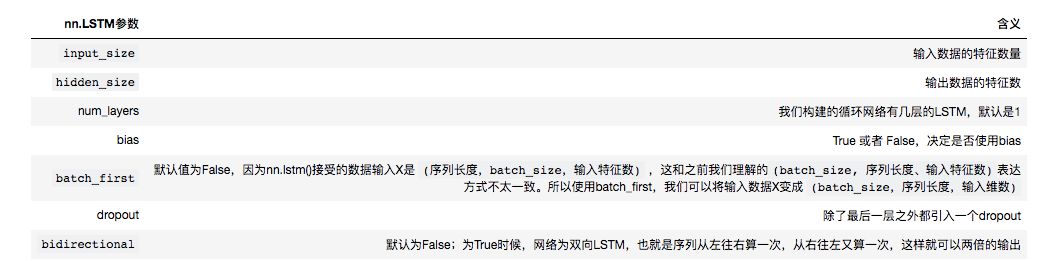 nn.LSTM参数 含义
input_size 输入数据的特征数量
hidden_size 输出数据的特征数
num_layers 我们构建的循环网络有几层的LSTM，默认是1
bias True 或者 False，决定是否使用bias
batch_first 默认值为False，因为nn.lstm()接受的数据输入X是 (序列长度，batch_size，输入特征数) ，这和之前我们理解的 (batch_size, 序列长度、输入特征数) 表达
方式不太一致。所以使用batch_first，我们可以将输入数据X变成 (batch_size，序列长度，输入维数)
dropout 除了最后一层之外都引入一个dropout
bidirectional 默认为False；为True时候，网络为双向LSTM，也就是序列从左往右算一次，从右往左又算一次，这样就可以两倍的输出